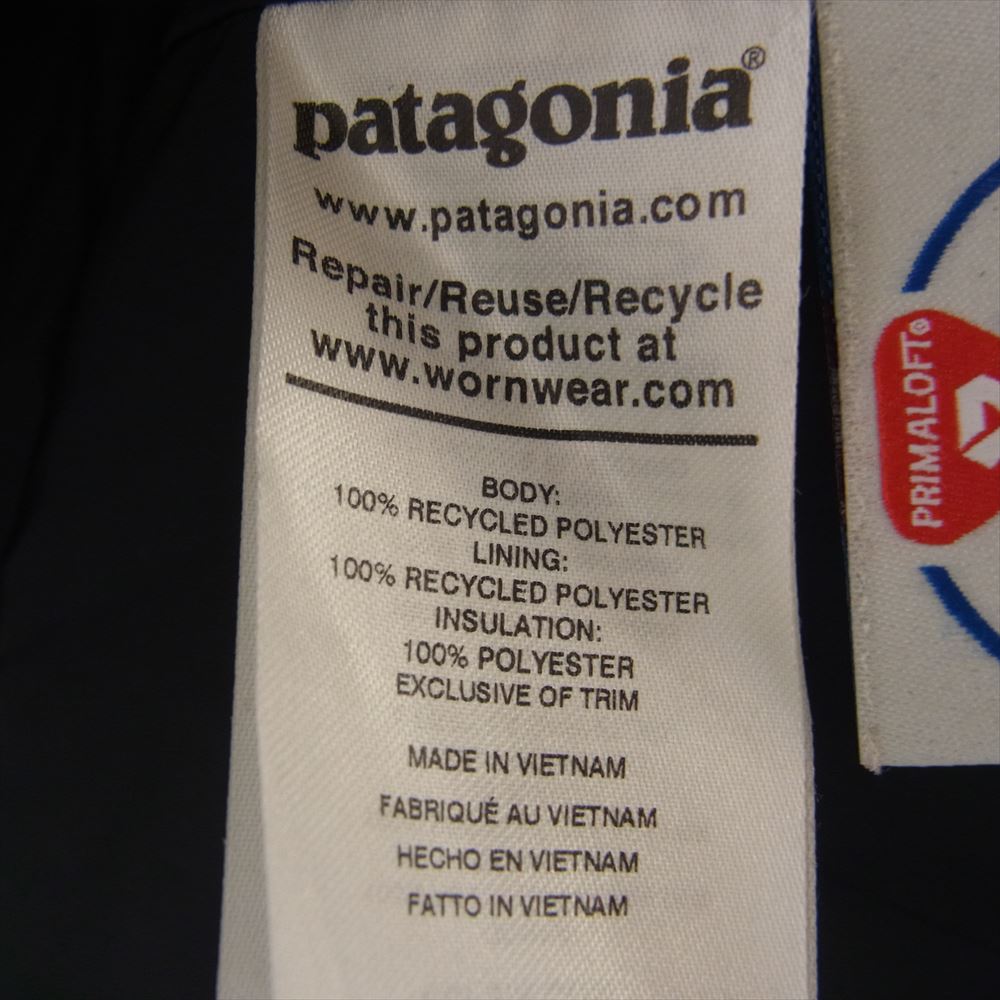 patagonia®
www.patagonia.com
Repair/Reuse/Recycle
this product at
www.wornwear.com
BODY:
100% RECYCLED POLYESTER
LINING:
100% RECYCLED POLYESTER
INSULATION:
100% POLYESTER
EXCLUSIVE OF TRIM
MADE IN VIETNAM
FABRIQUÉ AU VIETNAM
HECHO EN VIETNAM
FATTO IN VIETNAM
PRIMALOFT®